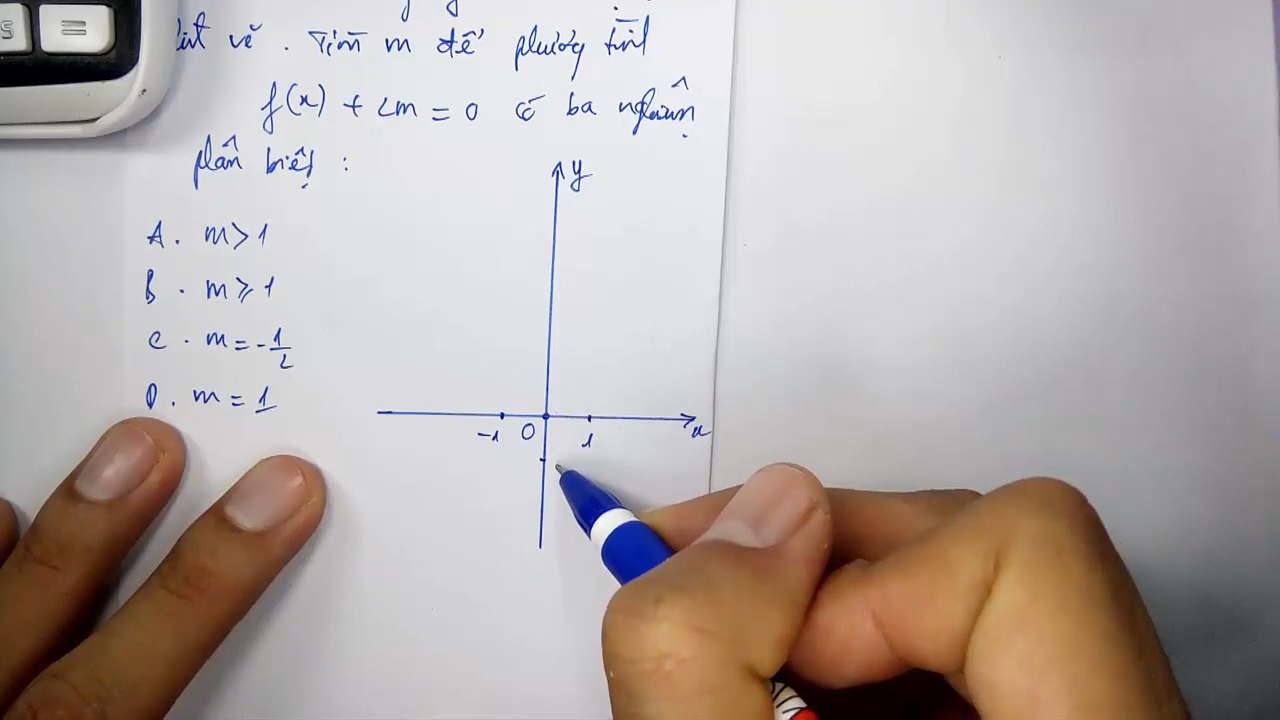 S =
vẽ . Tìm m để phương trình
f(x) + 2m = 0 có ba nghiệm
phân biệt :
A . m > 1
B . m ⩾ 1
C . m = -1/2
D . m = 1
y
-1 O 1 x